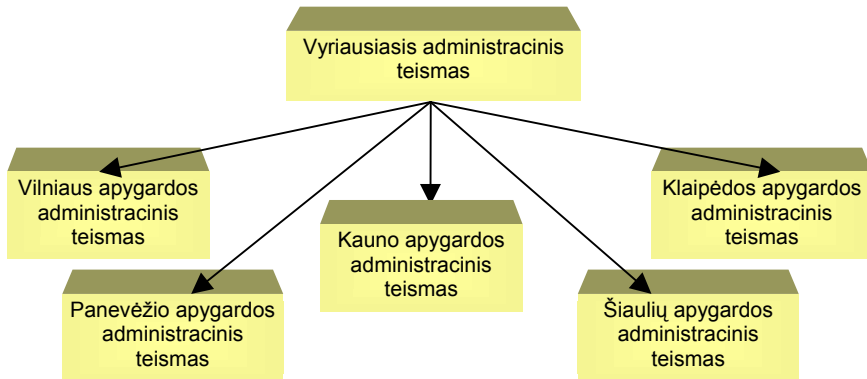 Vyriausiasis administracinis
teismas
Vilniaus apygardos
administracinis
teismas
Klaipėdos apygardos
administracinis
teismas
Kauno apygardos
administracinis
teismas
Panevėžio apygardos
administracinis
teismas
Šiaulių apygardos
administracinis
teismas